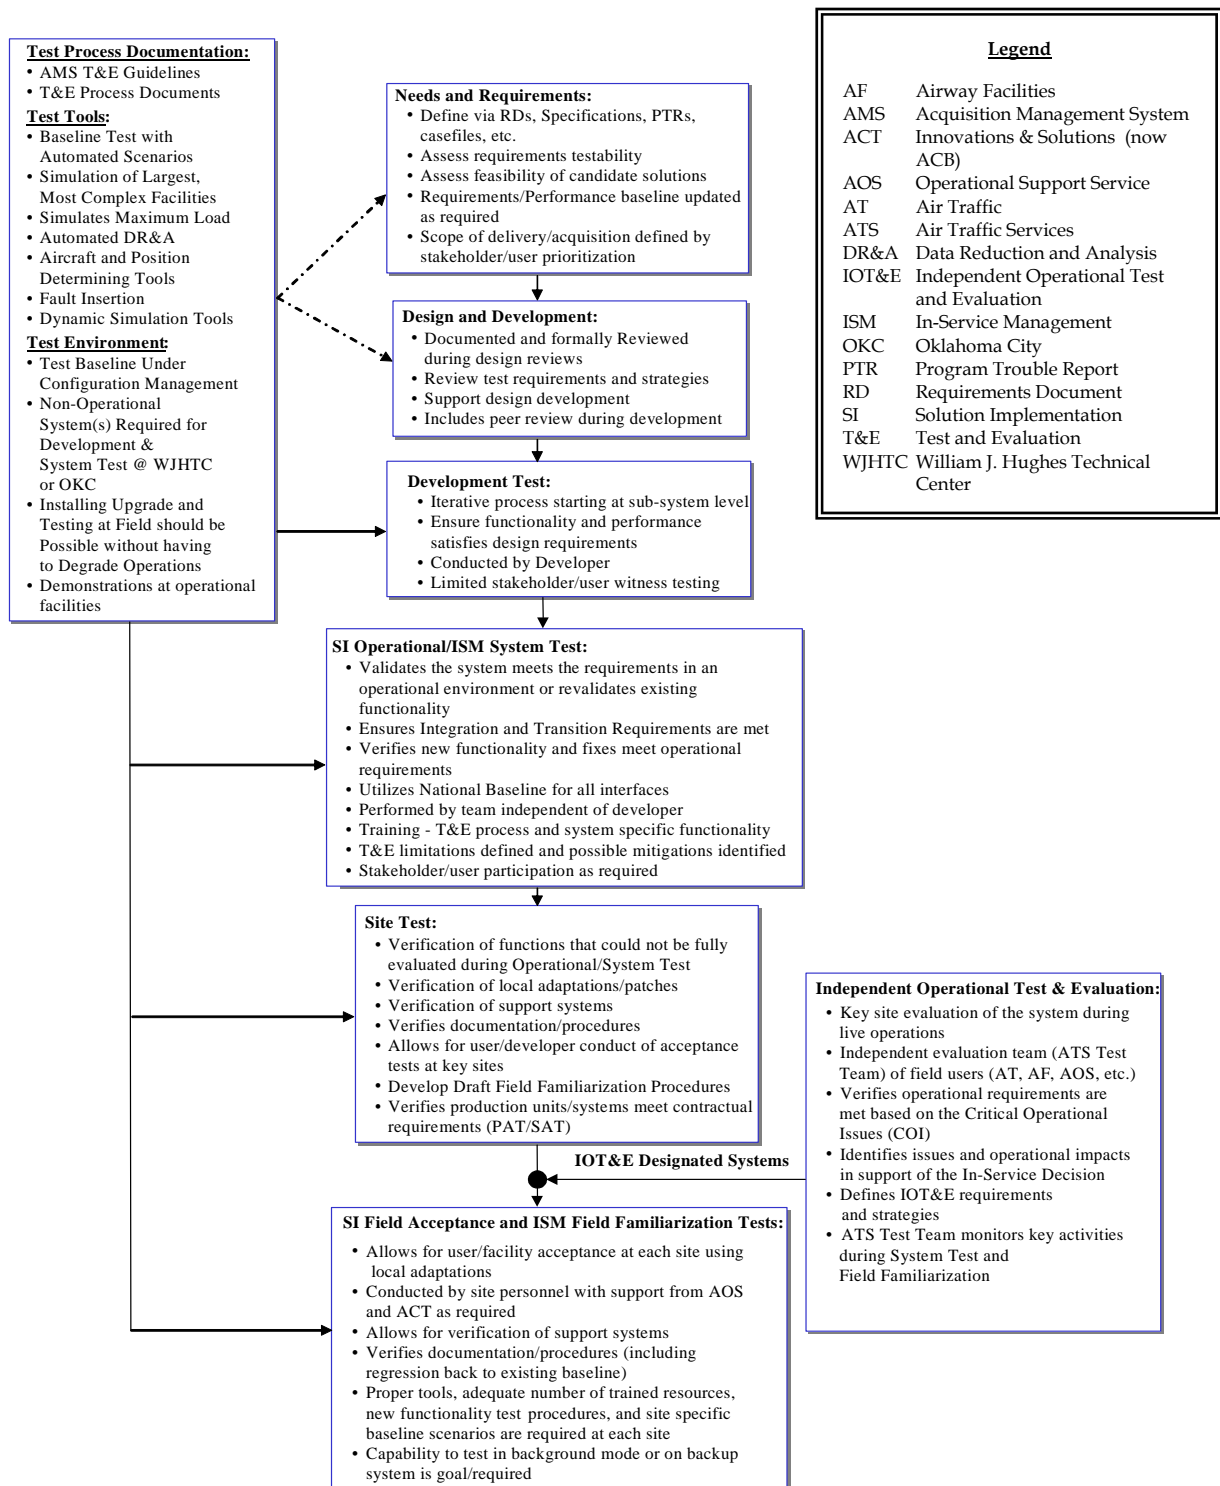 Test Process Documentation:
• AMS T&E Guidelines
• T&E Process Documents
Test Tools:
• Baseline Test with
Automated Scenarios
• Simulation of Largest,
Most Complex Facilities
• Simulates Maximum Load
• Automated DR&A
• Aircraft and Position
Determining Tools
• Fault Insertion
• Dynamic Simulation Tools
Test Environment:
• Test Baseline Under
Configuration Management
• Non-Operational
System(s) Required for
Development &
System Test @ WJHTC
or OKC
• Installing Upgrade and
Testing at Field should be
Possible without having
to Degrade Operations
• Demonstrations at operational
facilities
Needs and Requirements:
• Define via RDs, Specifications, PTRs,
casefiles, etc.
• Assess requirements testability
• Assess feasibility of candidate solutions
• Requirements/Performance baseline updated
as required
• Scope of delivery/acquisition defined by
stakeholder/user prioritization
Design and Development:
• Documented and formally Reviewed
during design reviews
• Review test requirements and strategies
• Support design development
• Includes peer review during development
Development Test:
• Iterative process starting at sub-system level
• Ensure functionality and performance
satisfies design requirements
• Conducted by Developer
• Limited stakeholder/user witness testing
SI Operational/ISM System Test:
• Validates the system meets the requirements in an
operational environment or revalidates existing
functionality
• Ensures Integration and Transition Requirements are met
• Verifies new functionality and fixes meet operational
requirements
• Utilizes National Baseline for all interfaces
• Performed by team independent of developer
• Training - T&E process and system specific functionality
• T&E limitations defined and possible mitigations identified
• Stakeholder/user participation as required
Site Test:
• Verification of functions that could not be fully
evaluated during Operational/System Test
• Verification of local adaptations/patches
• Verification of support systems
• Verifies documentation/procedures
• Allows for user/developer conduct of acceptance
tests at key sites
• Develop Draft Field Familiarization Procedures
• Verifies production units/systems meet contractual
requirements (PAT/SAT)
IOT&E Designated Systems
SI Field Acceptance and ISM Field Familiarization Tests:
• Allows for user/facility acceptance at each site using
local adaptations
• Conducted by site personnel with support from AOS
and ACT as required
• Allows for verification of support systems
• Verifies documentation/procedures (including
regression back to existing baseline)
• Proper tools, adequate number of trained resources,
new functionality test procedures, and site specific
baseline scenarios are required at each site
• Capability to test in background mode or on backup
system is goal/required
Independent Operational Test & Evaluation:
• Key site evaluation of the system during
live operations
• Independent evaluation team (ATS Test
Team) of field users (AT, AF, AOS, etc.)
• Verifies operational requirements are
met based on the Critical Operational
Issues (COI)
• Identifies issues and operational impacts
in support of the In-Service Decision
• Defines IOT&E requirements
and strategies
• ATS Test Team monitors key activities
during System Test and
Field Familiarization
Legend
AF Airway Facilities
AMS Acquisition Management System
ACT Innovations & Solutions (now
ACB)
AOS Operational Support Service
AT Air Traffic
ATS Air Traffic Services
DR&A Data Reduction and Analysis
IOT&E Independent Operational Test
and Evaluation
ISM In-Service Management
OKC Oklahoma City
PTR Program Trouble Report
RD Requirements Document
SI Solution Implementation
T&E Test and Evaluation
WJHTC William J. Hughes Technical
Center